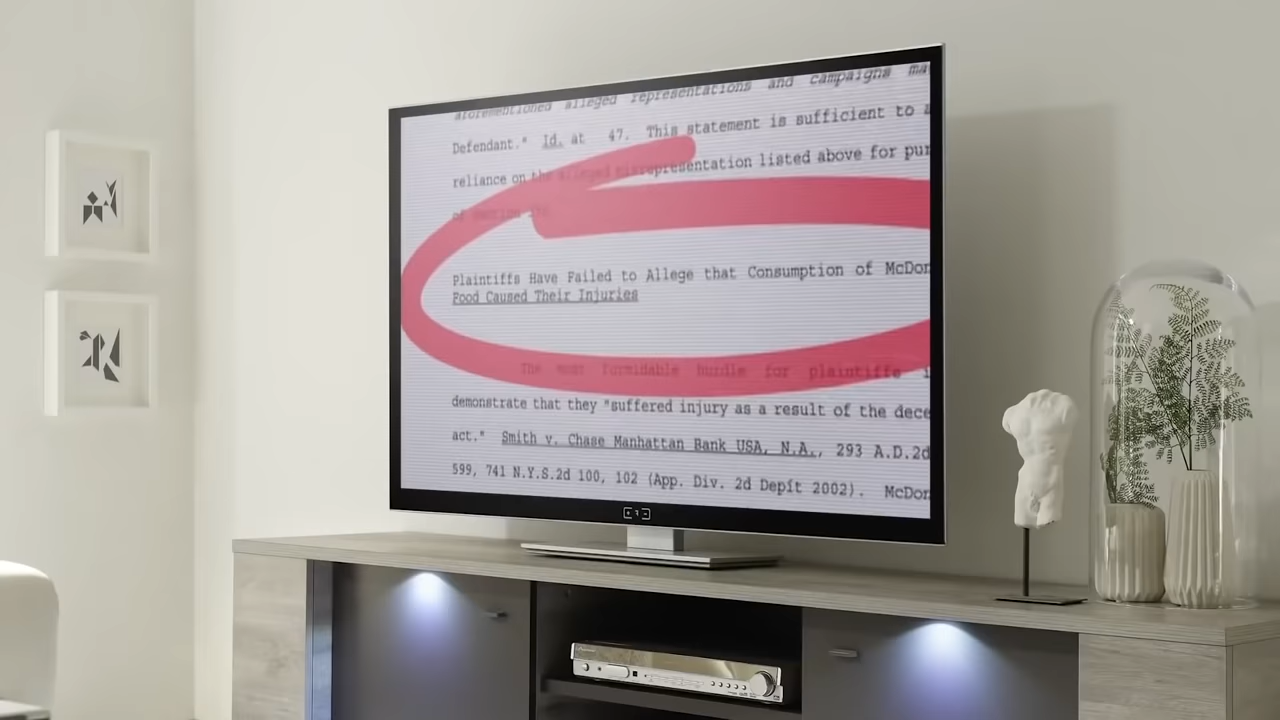 aforementioned alleged representations and campaigns ma
Defendant." Id. at 47. This statement is sufficient to a
reliance on the alleged misrepresentation listed above for pur
of
Plaintiffs Have Failed to Allege that Consumption of McDon
Food Caused Their Injuries
The most formidable hurdle for plaintiffs i
demonstrate that they "suffered injury as a result of the dece
act." Smith v. Chase Manhattan Bank USA, N.A., 293 A.D.2d
599, 741 N.Y.S.2d 100, 102 (App. Div. 2d Depít 2002). McDon